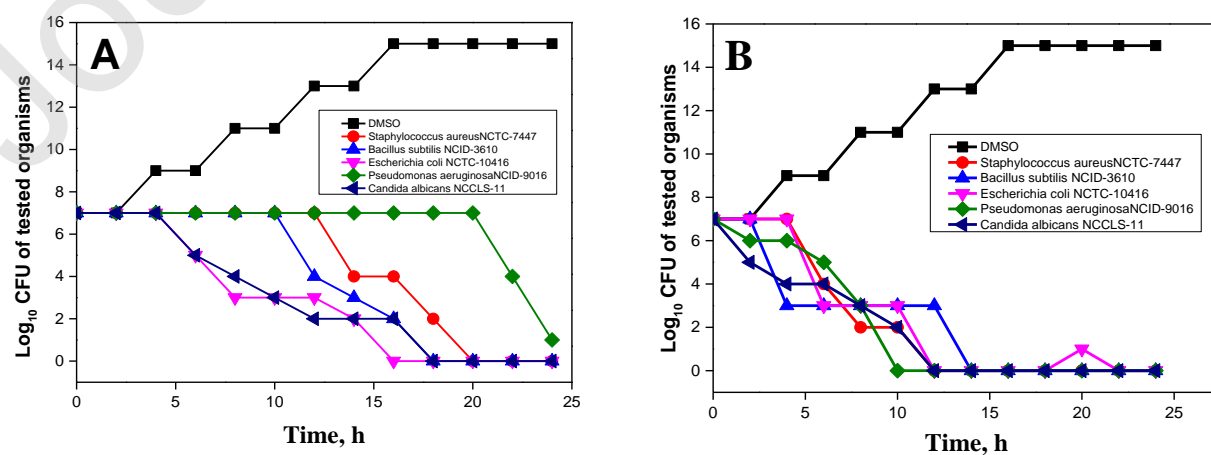 Jo
A
16
14
12
10
8
6
4
2
0
Log₁₀ CFU of tested organisms
DMSO
Staphylococcus aureusNCTC-7447
Bacillus subtilis NCID-3610
Escherichia coli NCTC-10416
Pseudomonas aeruginosaNCID-9016
Candida albicans NCCLS-11
0 5 10 15 20 25
Time, h
B
16
14
12
10
8
6
4
2
0
Log₁₀ CFU of tested organisms
DMSO
Staphylococcus aureusNCTC-7447
Bacillus subtilis NCID-3610
Escherichia coli NCTC-10416
Pseudomonas aeruginosaNCID-9016
Candida albicans NCCLS-11
0 5 10 15 20 25
Time, h